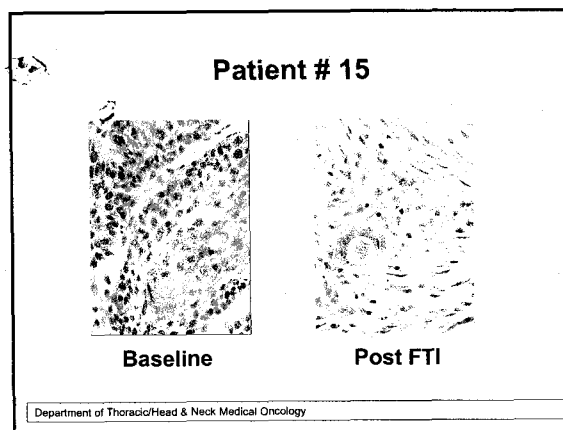 Patient # 15
Baseline
Post FTI
Department of Thoracic/Head & Neck Medical Oncology